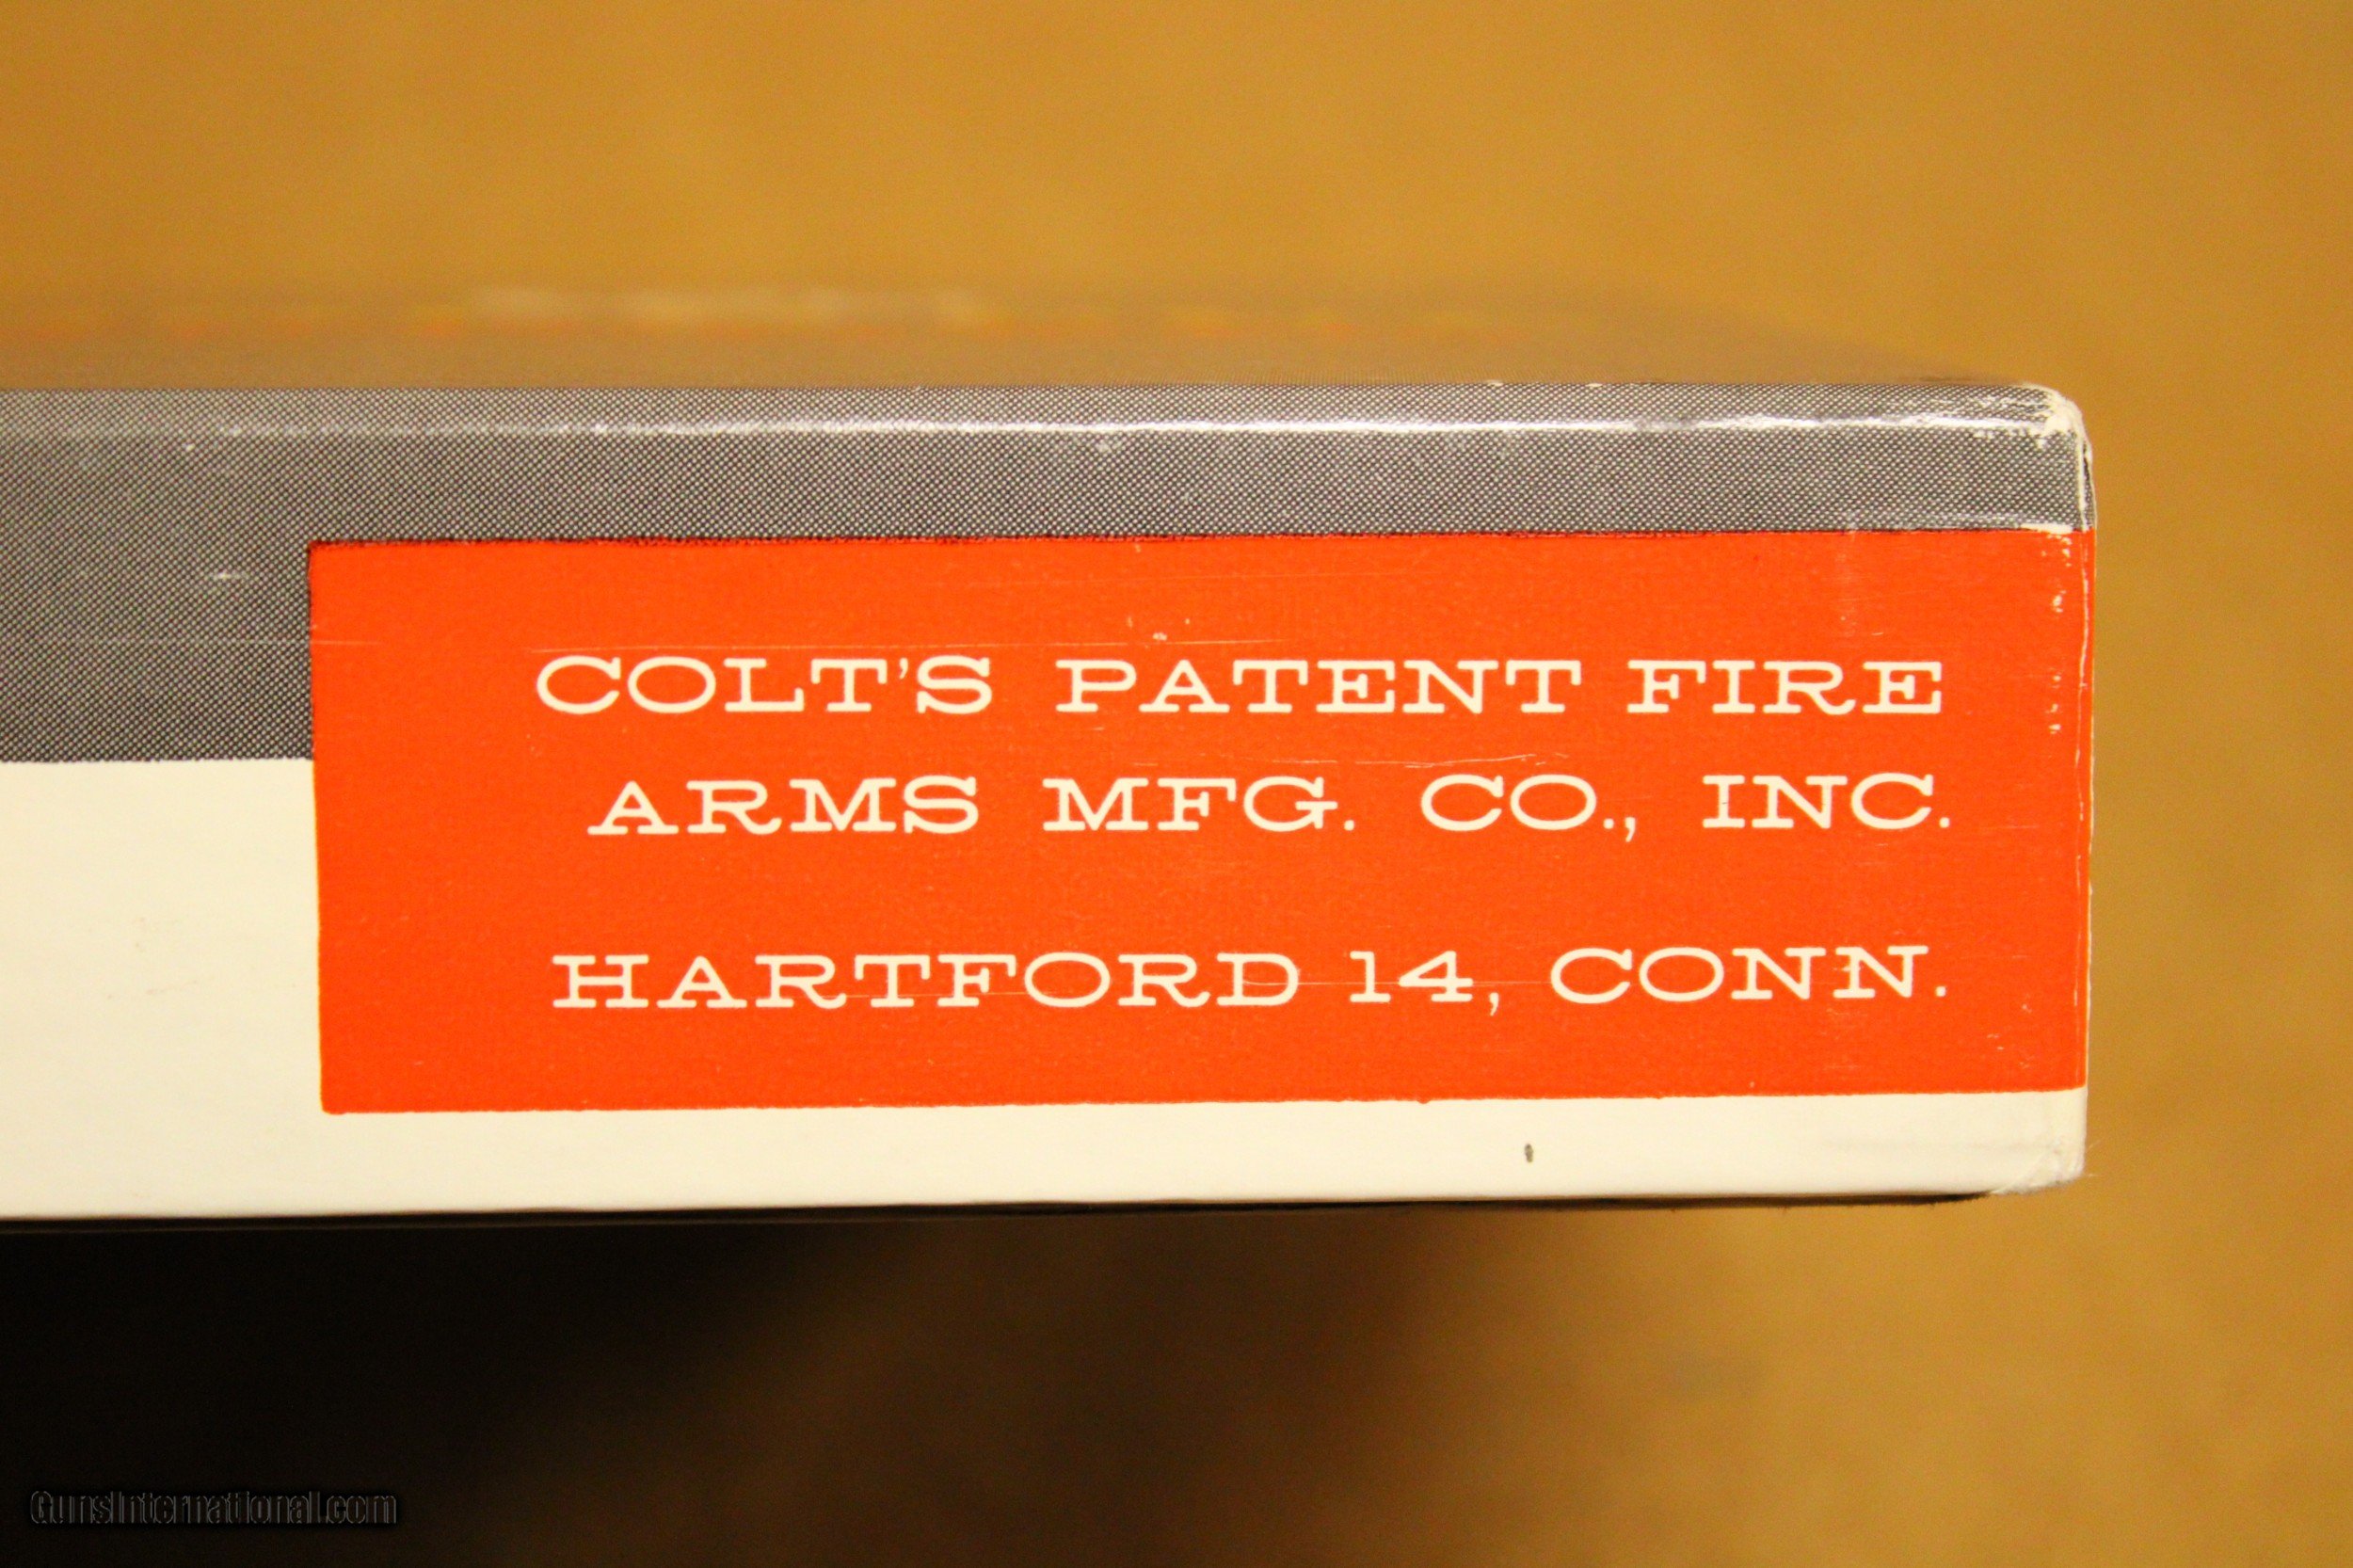 COLT'S PATENT FIRE
ARMS MFG. CO., INC.
HARTFORD 14, CONN.
GunsInternational.com